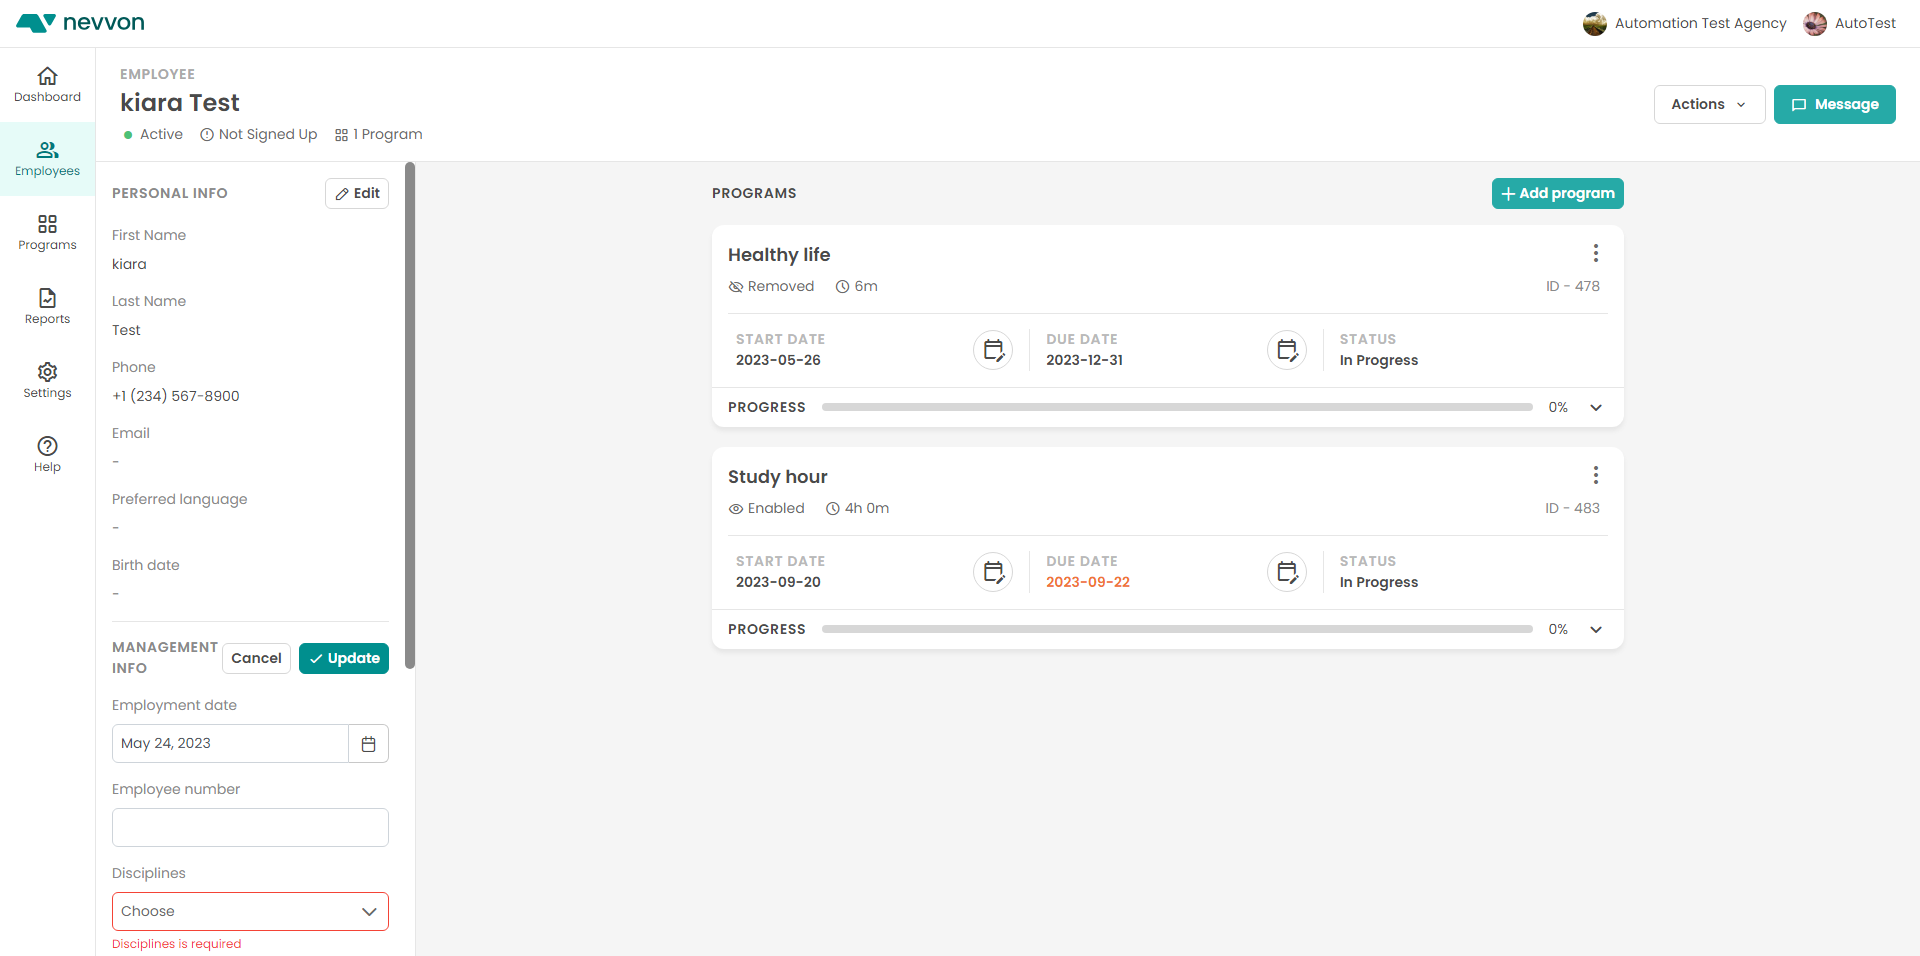 nevvon
Automation Test Agency
AutoTest
Dashboard
Employees
Programs
Reports
Settings
Help
EMPLOYEE
kiara Test
Active
Not Signed Up
1 Program
Actions
Message
PERSONAL INFO
Edit
First Name
kiara
Last Name
Test
Phone
+1 (234) 567-8900
Email
-
Preferred language
-
Birth date
-
MANAGEMENT
INFO
Cancel
Update
Employment date
May 24, 2023
Employee number
Disciplines
Choose
Disciplines is required
PROGRAMS
Add program
Healthy life
Removed
6m
ID - 478
START DATE
2023-05-26
DUE DATE
2023-12-31
STATUS
In Progress
PROGRESS
0%
Study hour
Enabled
4h 0m
ID - 483
START DATE
2023-09-20
DUE DATE
2023-09-22
STATUS
In Progress
PROGRESS
0%